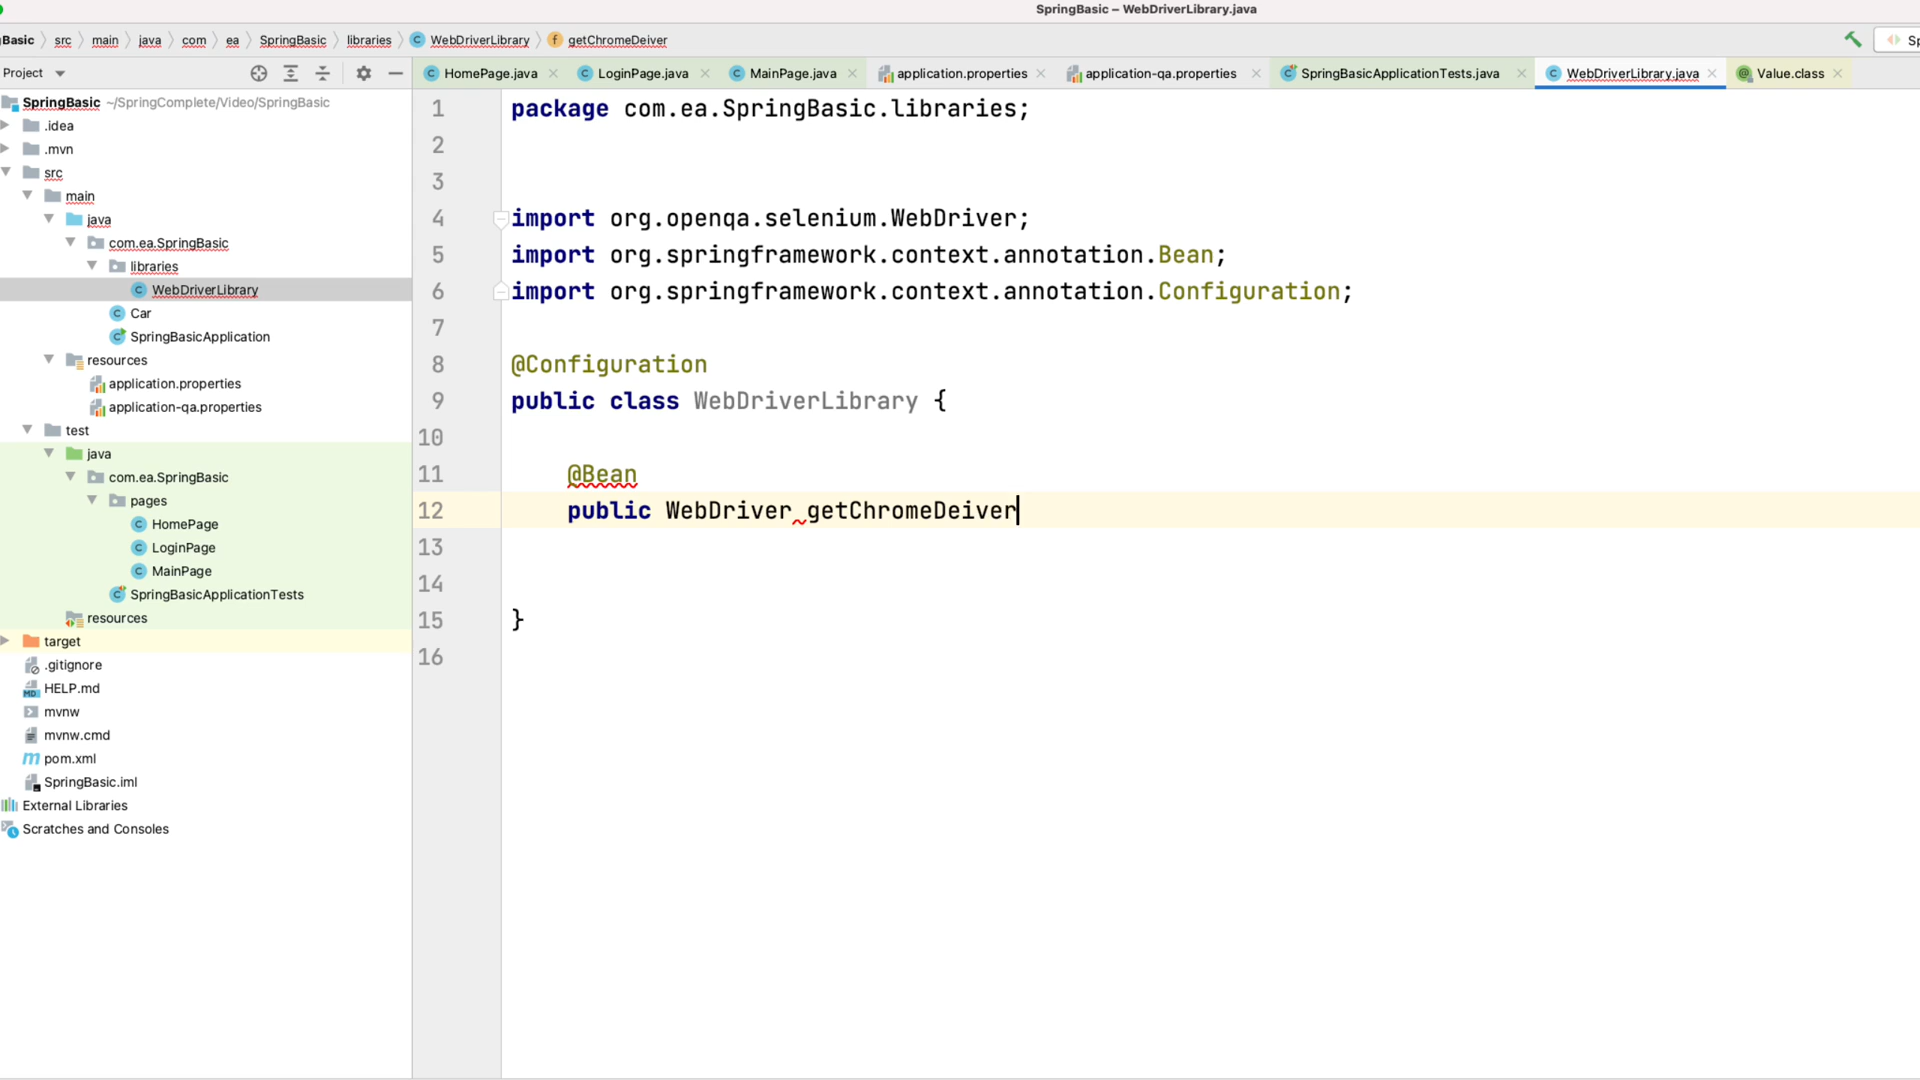 SpringBasic – WebDriverLibrary.java
Basic src main java com ea SpringBasic libraries WebDriverLibrary getChromeDeiver
Sp
Project
HomePage.java LoginPage.java MainPage.java application.properties application-qa.properties SpringBasicApplicationTests.java WebDriverLibrary.java Value.class
SpringBasic ~/SpringComplete/Video/SpringBasic
.idea
.mvn
src
main
java
com.ea.SpringBasic
libraries
WebDriverLibrary
Car
SpringBasicApplication
resources
application.properties
application-qa.properties
test
java
com.ea.SpringBasic
pages
HomePage
LoginPage
MainPage
SpringBasicApplicationTests
resources
target
.gitignore
HELP.md
mvnw
mvnw.cmd
pom.xml
SpringBasic.iml
External Libraries
Scratches and Consoles
1 package com.ea.SpringBasic.libraries;
2
3
4 import org.openqa.selenium.WebDriver;
5 import org.springframework.context.annotation.Bean;
6 import org.springframework.context.annotation.Configuration;
7
8 @Configuration
9 public class WebDriverLibrary {
10
11 @Bean
12 public WebDriver getChromeDeiver
13
14
15 }
16